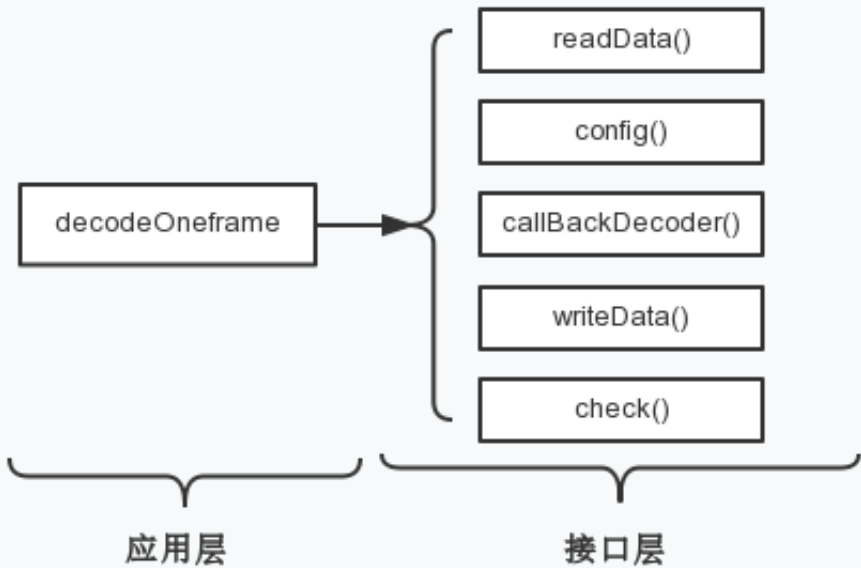 readData()
config()
decodeOneframe
callBackDecoder()
writeData()
check()
应用层
接口层